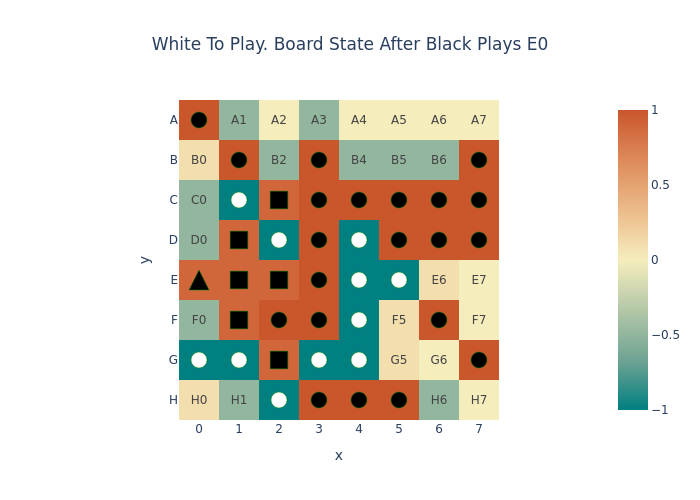 White To Play. Board State After Black Plays E0
A A1 A2 A3 A4 A5 A6 A7
B B0 B2 B4 B5 B6
C C0
D D0
E E6 E7
F F0 F5 F7
G G5 G6
H H0 H1 H6 H7
0 1 2 3 4 5 6 7
x
y
1
0.5
0
−0.5
−1